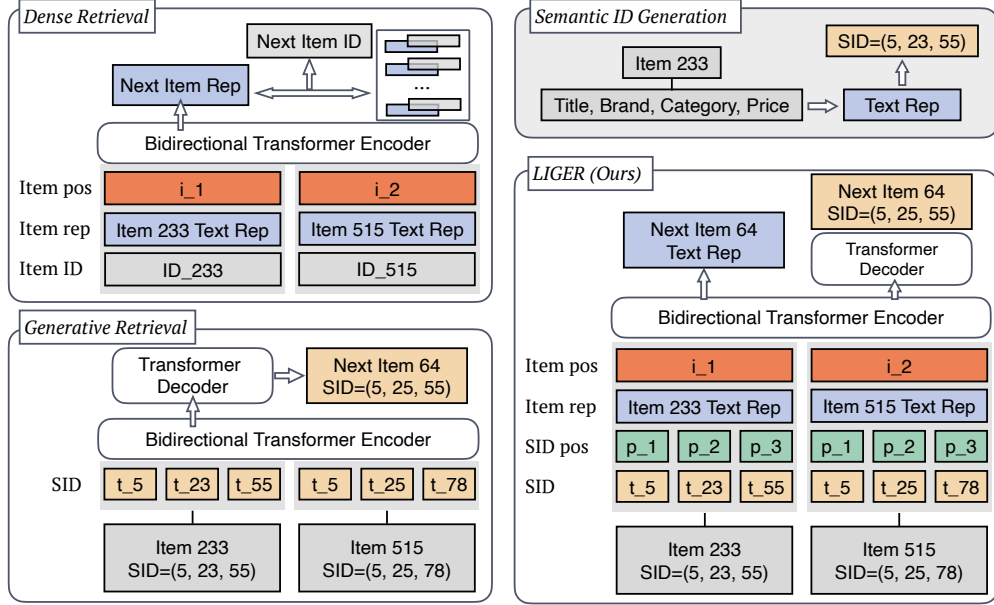 Dense Retrieval
Next Item ID
Next Item Rep
...
Bidirectional Transformer Encoder
Item pos i_1 i_2
Item rep Item 233 Text Rep Item 515 Text Rep
Item ID ID_233 ID_515
Generative Retrieval
Transformer
Decoder
Next Item 64
SID=(5, 25, 55)
Bidirectional Transformer Encoder
SID t_5 t_23 t_55 t_5 t_25 t_78
Item 233
SID=(5, 23, 55)
Item 515
SID=(5, 25, 78)
Semantic ID Generation
SID=(5, 23, 55)
Item 233
Title, Brand, Category, Price
Text Rep
LIGER (Ours)
Next Item 64
SID=(5, 25, 55)
Next Item 64
Text Rep
Transformer
Decoder
Bidirectional Transformer Encoder
Item pos i_1 i_2
Item rep Item 233 Text Rep Item 515 Text Rep
SID pos p_1 p_2 p_3 p_1 p_2 p_3
SID t_5 t_23 t_55 t_5 t_25 t_78
Item 233
SID=(5, 23, 55)
Item 515
SID=(5, 25, 78)